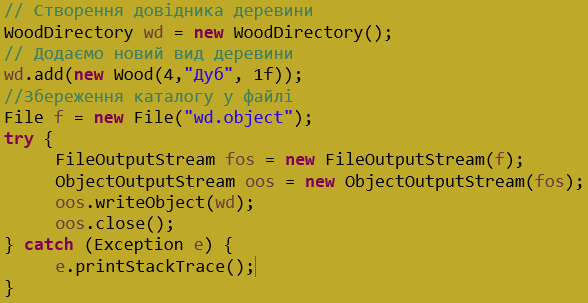 // Створення довідника деревини
WoodDirectory wd = new WoodDirectory();
// Додаємо новий вид деревини
wd.add(new Wood(4,"Дуб", 1f));
//Збереження каталогу у файлі
File f = new File("wd.object");
try {
FileOutputStream fos = new FileOutputStream(f);
ObjectOutputStream oos = new ObjectOutputStream(fos);
oos.writeObject(wd);
oos.close();
} catch (Exception e) {
e.printStackTrace();
}